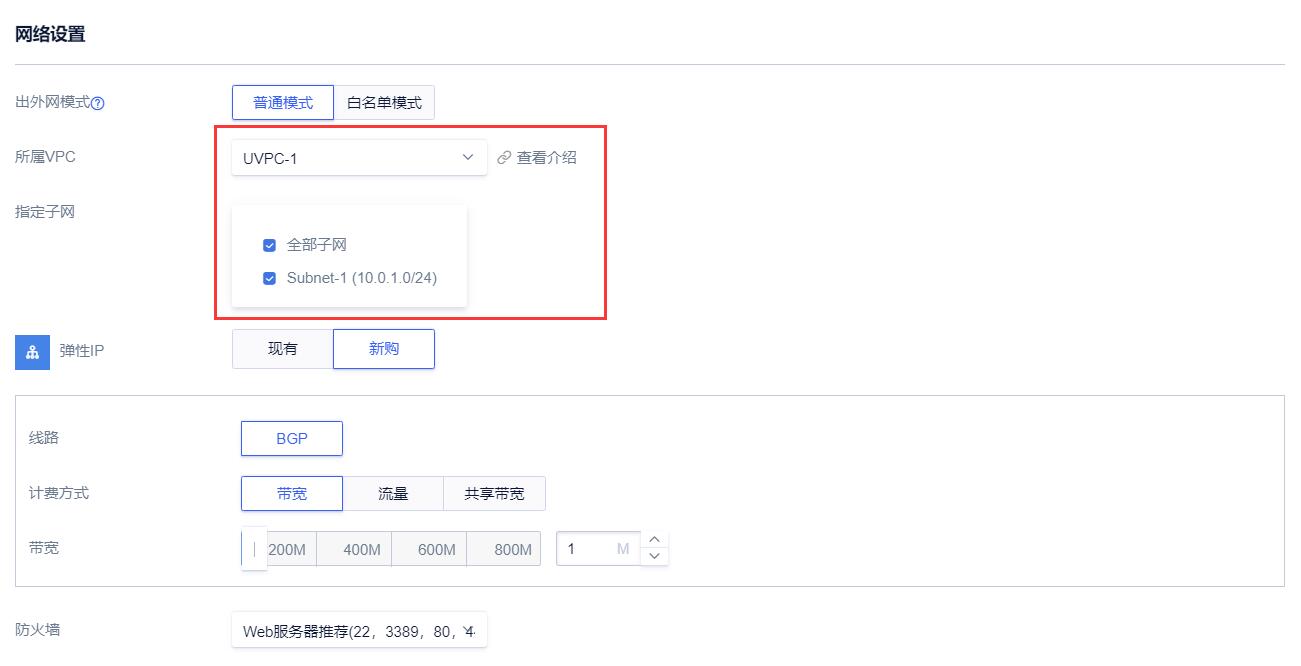 网络设置
出外网模式 普通模式 白名单模式
所属VPC UVPC-1 查看介绍
指定子网
全部子网
Subnet-1 (10.0.1.0/24)
弹性IP 现有 新购
线路 BGP
计费方式 带宽 流量 共享带宽
带宽 200M 400M 600M 800M 1 M
防火墙 Web服务器推荐(22，3389，80，4